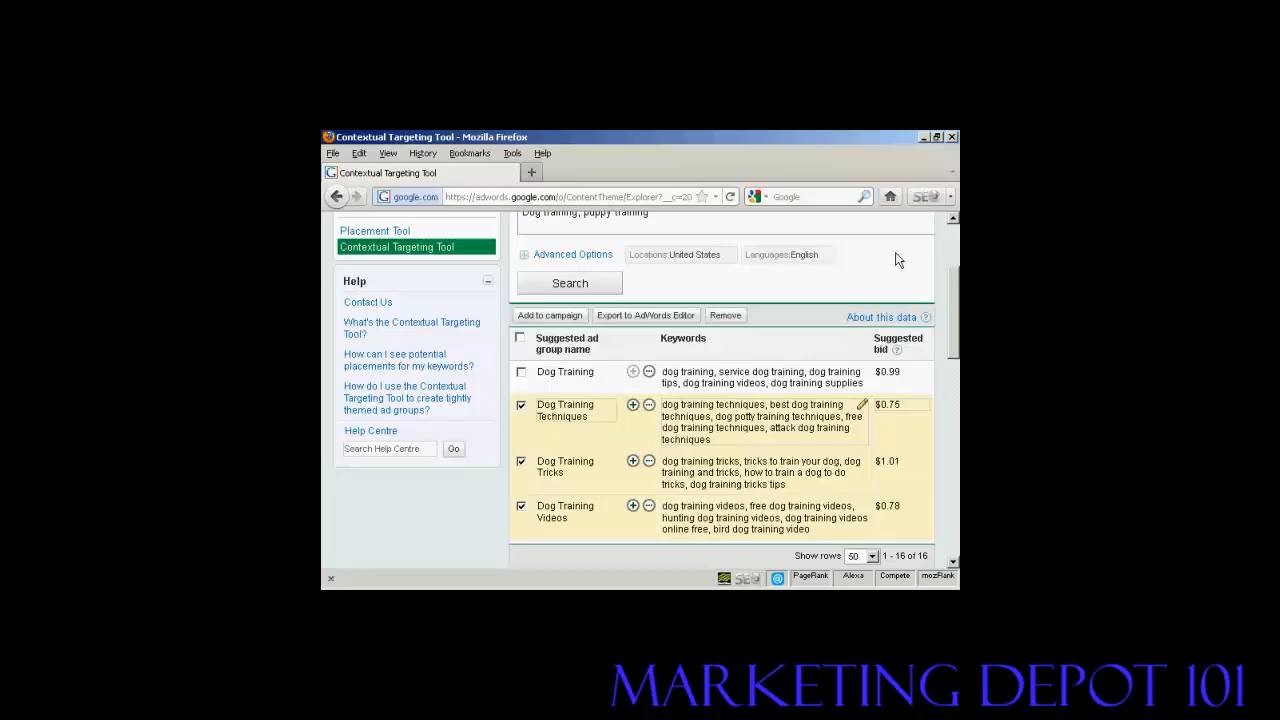 Contextual Targeting Tool - Mozilla Firefox
File Edit View History Bookmarks Tools Help
Contextual Targeting Tool
google.com https://adwords.google.com/o/ContentTheme/Explorer?__c=20 Google SEO
Dog training, puppy training
Placement Tool
Contextual Targeting Tool
Advanced Options Locations:United States Languages:English
Search
Help
Contact Us
What's the Contextual Targeting
Tool?
How can I see potential
placements for my keywords?
How do I use the Contextual
Targeting Tool to create tightly
themed ad groups?
Help Centre
Search Help Centre Go
Add to campaign Export to AdWords Editor Remove About this data ?
Suggested ad
group name
Keywords
Suggested
bid ?
Dog Training
dog training, service dog training, dog training
tips, dog training videos, dog training supplies
$0.99
Dog Training
Techniques
dog training techniques, best dog training
techniques, dog potty training techniques, free
dog training techniques, attack dog training
techniques
$0.75
Dog Training
Tricks
dog training tricks, tricks to train your dog, dog
training and tricks, how to train a dog to do
tricks, dog training tricks tips
$1.01
Dog Training
Videos
dog training videos, free dog training videos,
hunting dog training videos, dog training videos
online free, bird dog training video
$0.78
Show rows 50 1 - 16 of 16
SEO PageRank Alexa Compete mozRank
MARKETING DEPOT 101